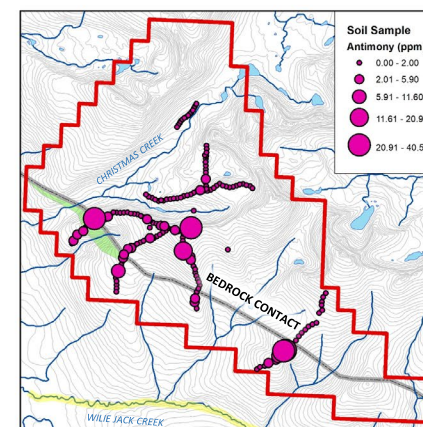 Soil Sample
Antimony (ppm
0.00 - 2.00
2.01 - 5.90
5.91 - 11.60
11.61 - 20.9
20.91 - 40.5
CHRISTMAS CREEK
BEDROCK CONTACT
WILIE JACK CREEK